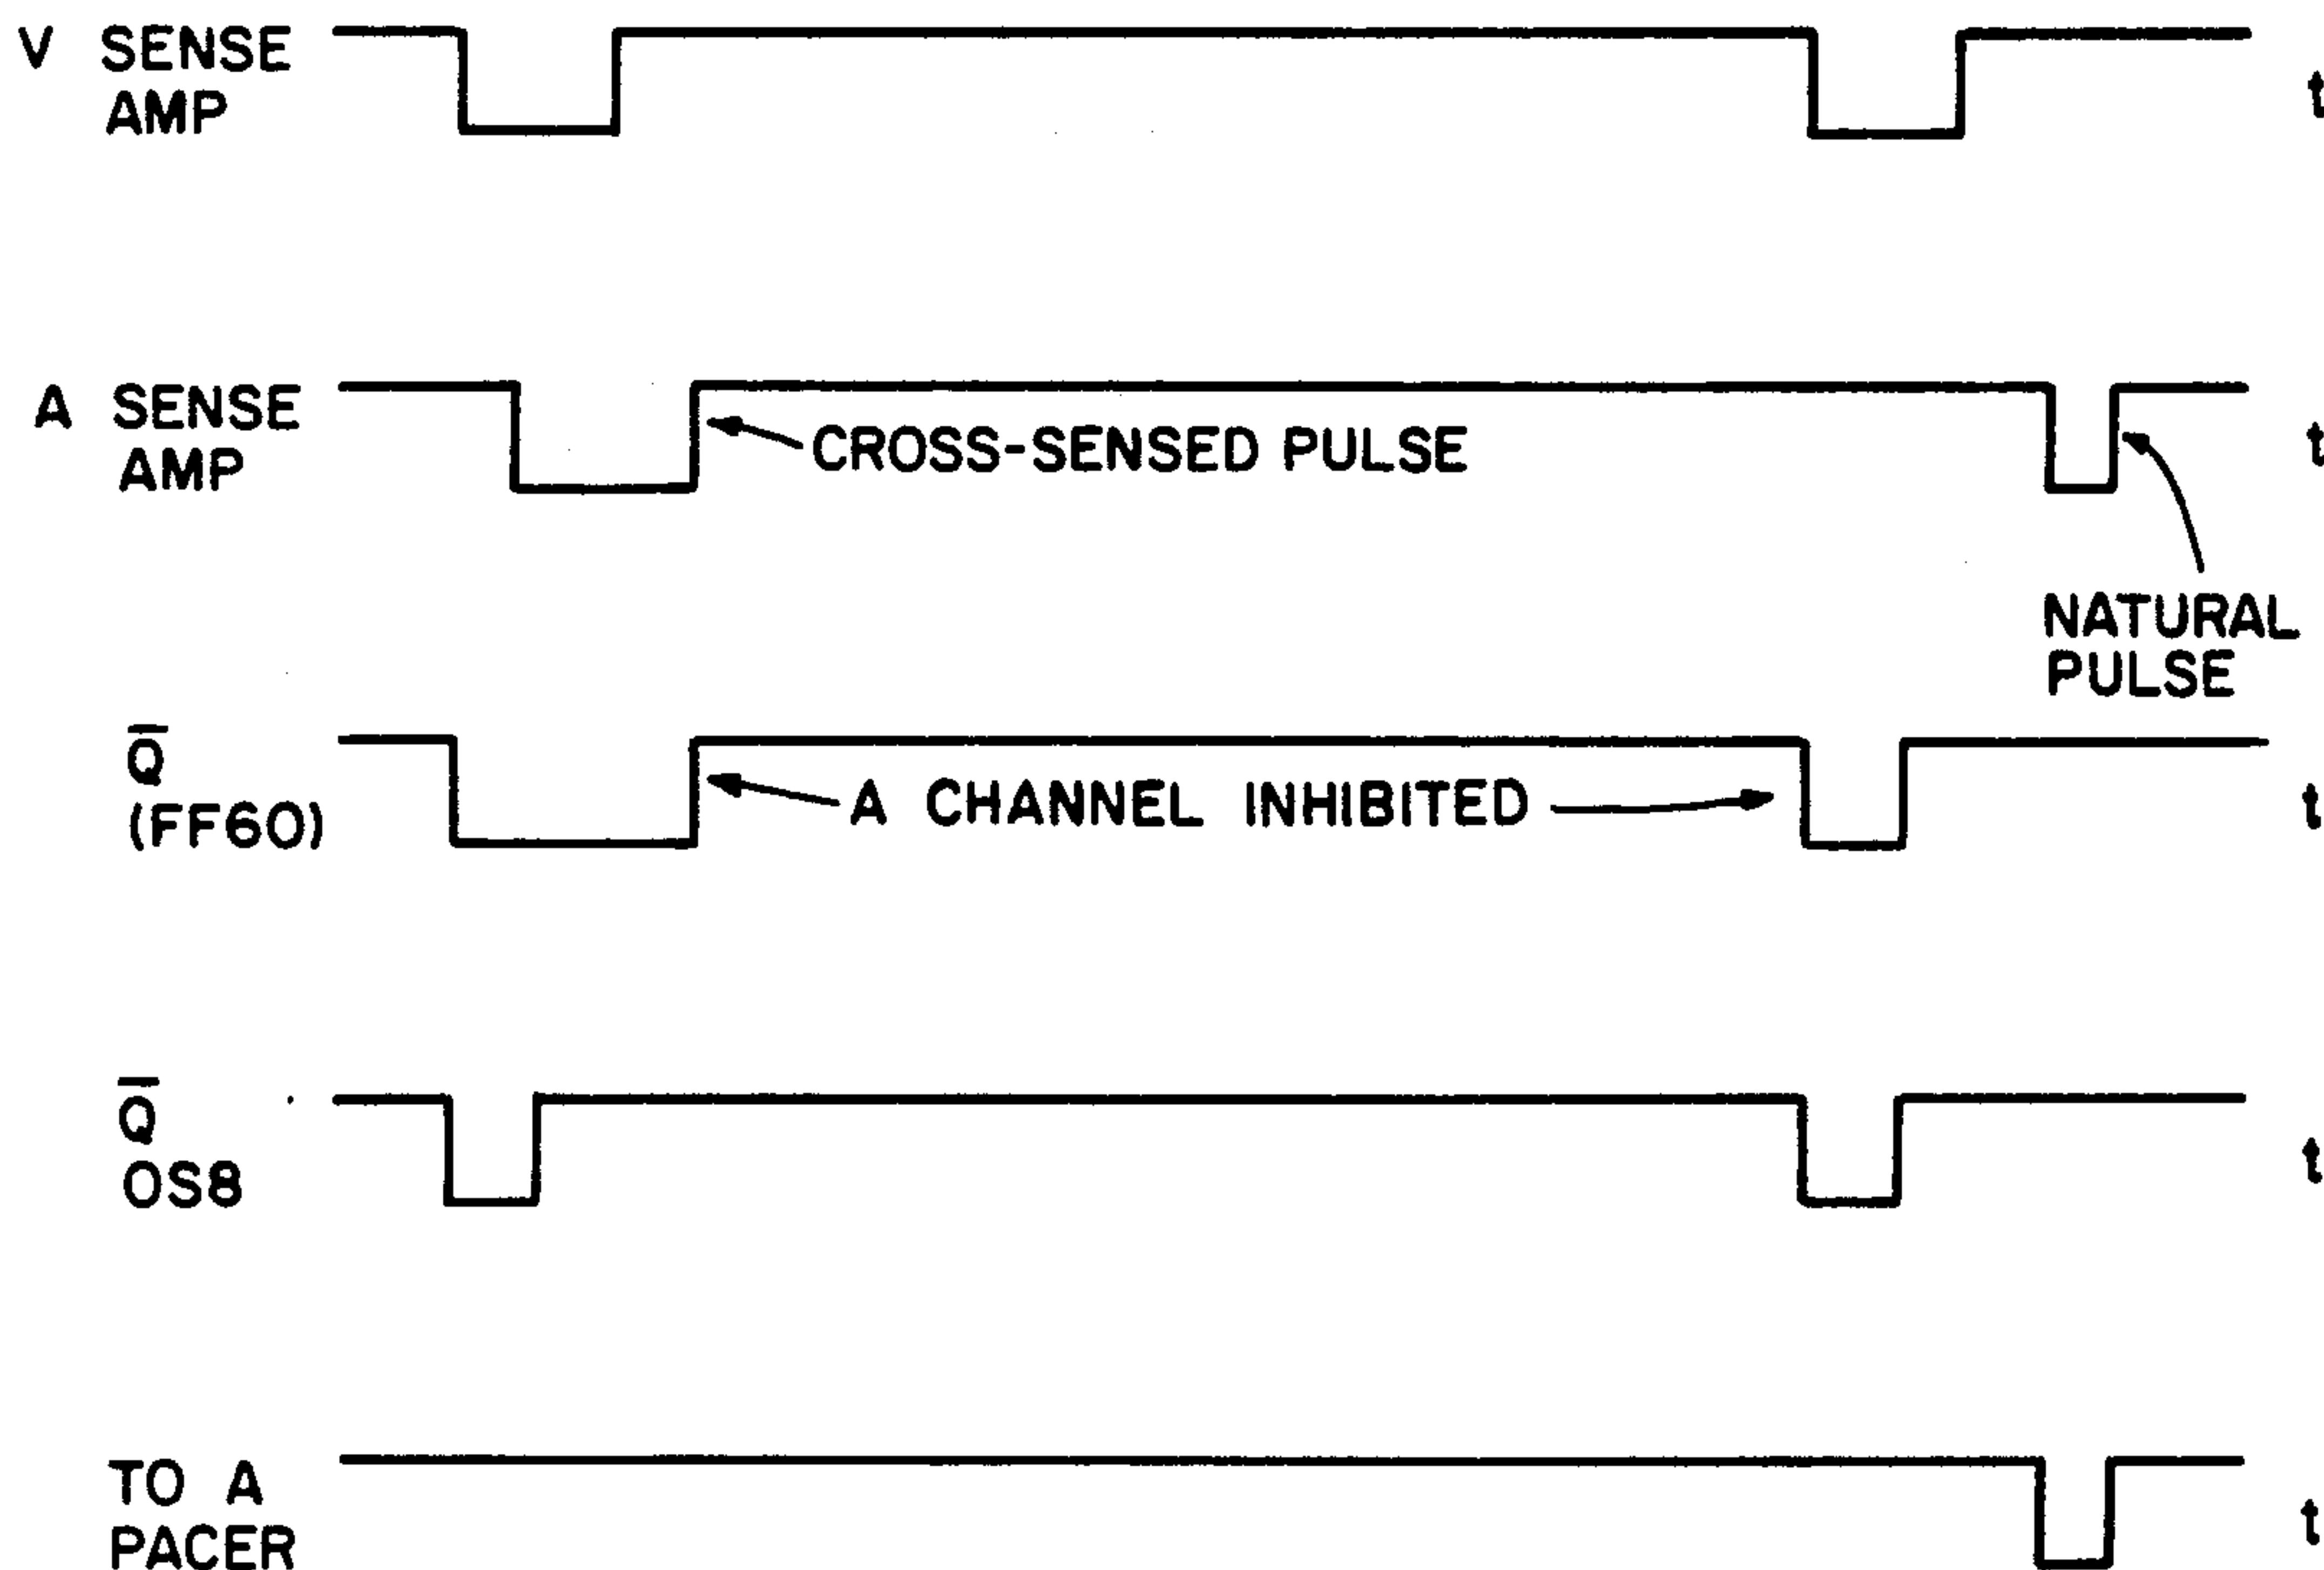 V SENSE
AMP
t
A SENSE
AMP
CROSS-SENSED PULSE
t
NATURAL
PULSE
Q̅
(FF60)
A CHANNEL INHIBITED
t
Q̅
OS8
t
TO A
PACER
t